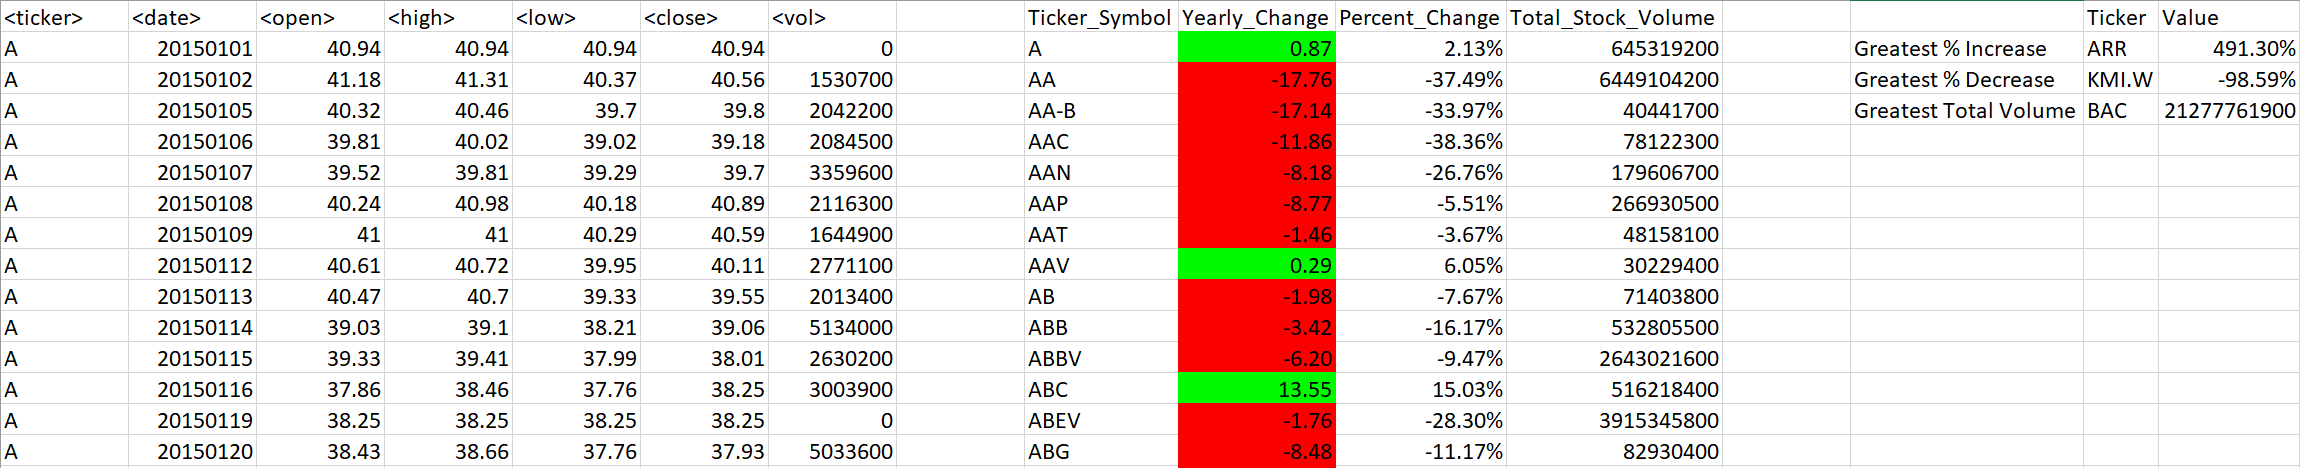 <ticker> <date> <open> <high> <low> <close> <vol> Ticker_Symbol Yearly_Change Percent_Change Total_Stock_Volume Ticker Value
A 20150101 40.94 40.94 40.94 40.94 0 A 0.87 2.13% 645319200 Greatest % Increase ARR 491.30%
A 20150102 41.18 41.31 40.37 40.56 1530700 AA -17.76 -37.49% 6449104200 Greatest % Decrease KMI.W -98.59%
A 20150105 40.32 40.46 39.7 39.8 2042200 AA-B -17.14 -33.97% 40441700 Greatest Total Volume BAC 21277761900
A 20150106 39.81 40.02 39.02 39.18 2084500 AAC -11.86 -38.36% 78122300
A 20150107 39.52 39.81 39.29 39.7 3359600 AAN -8.18 -26.76% 179606700
A 20150108 40.24 40.98 40.18 40.89 2116300 AAP -8.77 -5.51% 266930500
A 20150109 41 41 40.29 40.59 1644900 AAT -1.46 -3.67% 48158100
A 20150112 40.61 40.72 39.95 40.11 2771100 AAV 0.29 6.05% 30229400
A 20150113 40.47 40.7 39.33 39.55 2013400 AB -1.98 -7.67% 71403800
A 20150114 39.03 39.1 38.21 39.06 5134000 ABB -3.42 -16.17% 532805500
A 20150115 39.33 39.41 37.99 38.01 2630200 ABBV -6.20 -9.47% 2643021600
A 20150116 37.86 38.46 37.76 38.25 3003900 ABC 13.55 15.03% 516218400
A 20150119 38.25 38.25 38.25 38.25 0 ABEV -1.76 -28.30% 3915345800
A 20150120 38.43 38.66 37.76 37.93 5033600 ABG -8.48 -11.17% 82930400